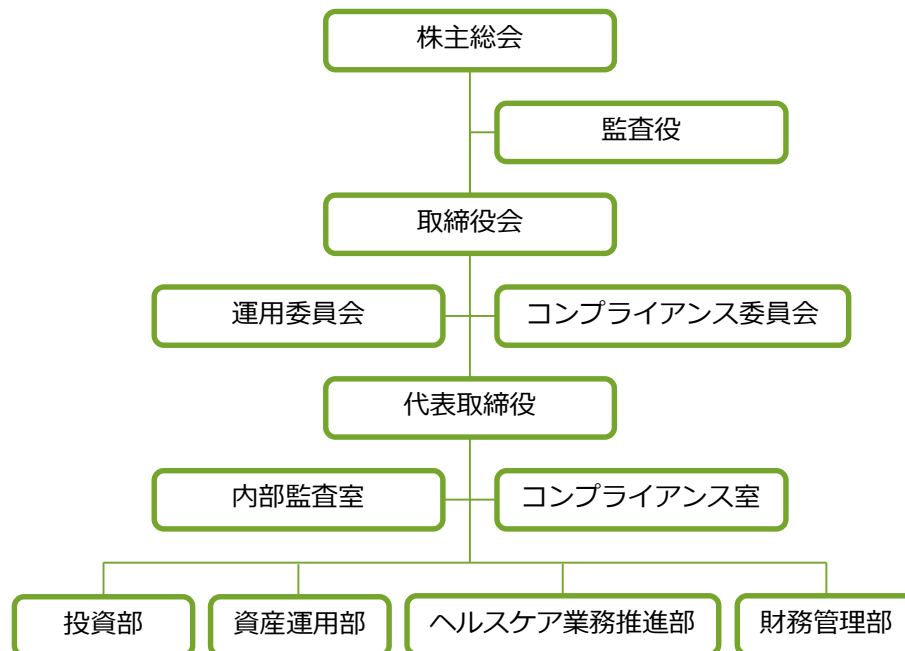 株主総会
監査役
取締役会
運用委員会
コンプライアンス委員会
代表取締役
内部監査室
コンプライアンス室
投資部
資産運用部
ヘルスケア業務推進部
財務管理部